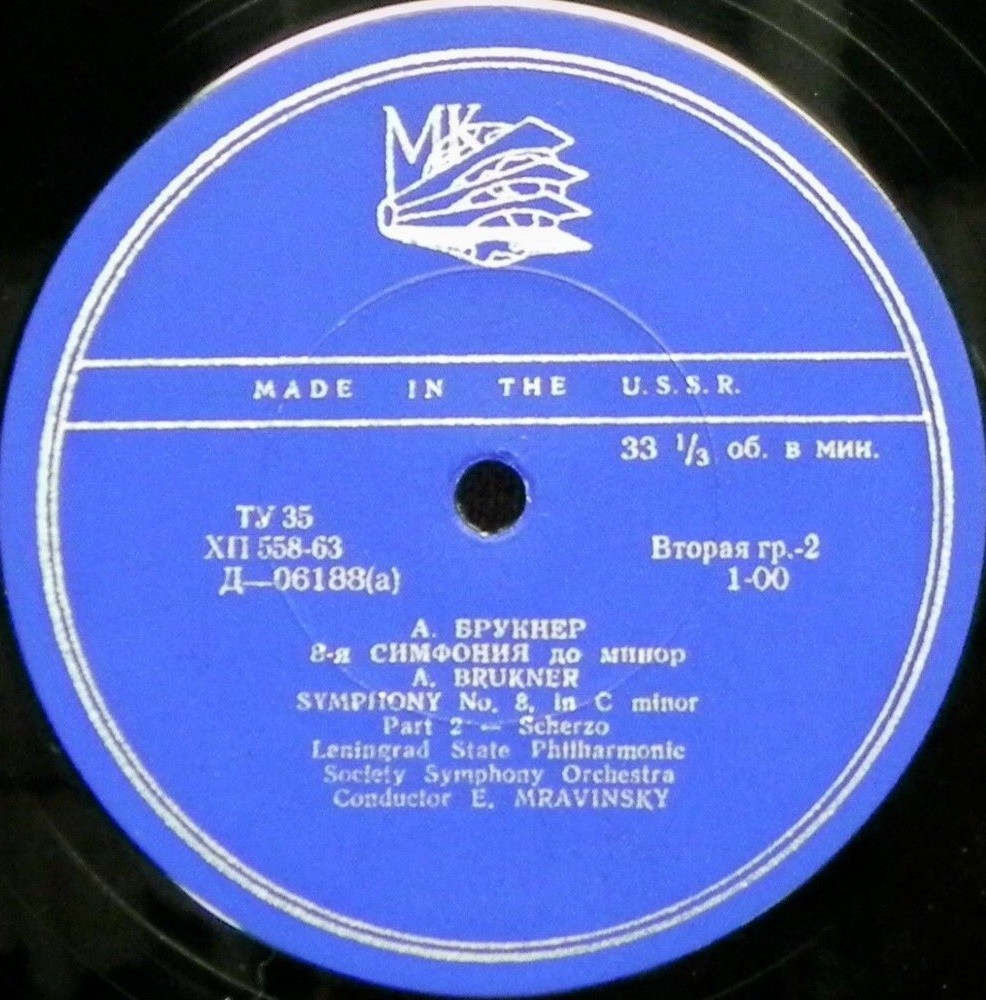 МК
MADE IN THE U.S.S.R.
33 1/3 об. в мин.
ТУ 35
ХП 558-63
Д—06188(а)
Вторая гр.-2
1-00
А. БРУКНЕР
8-я СИМФОНИЯ до минор
A. BRUKNER
SYMPHONY No. 8, in C minor
Part 2 — Scherzo
Leningrad State Philharmonic
Society Symphony Orchestra
Conductor E. MRAVINSKY